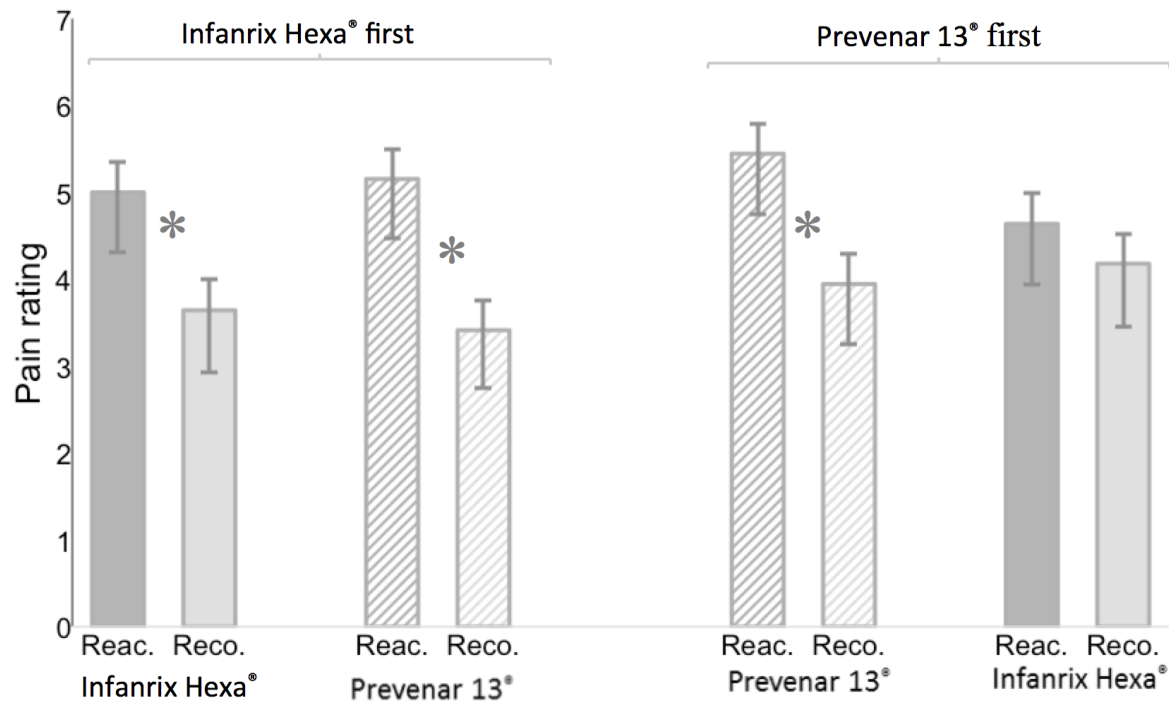 Infanrix Hexa® first
Prevenar 13® first
7
6
5
4
3
2
1
0
Pain rating
*
*
*
Reac. Reco. Reac. Reco. Reac. Reco. Reac. Reco.
Infanrix Hexa® Prevenar 13® Prevenar 13® Infanrix Hexa®